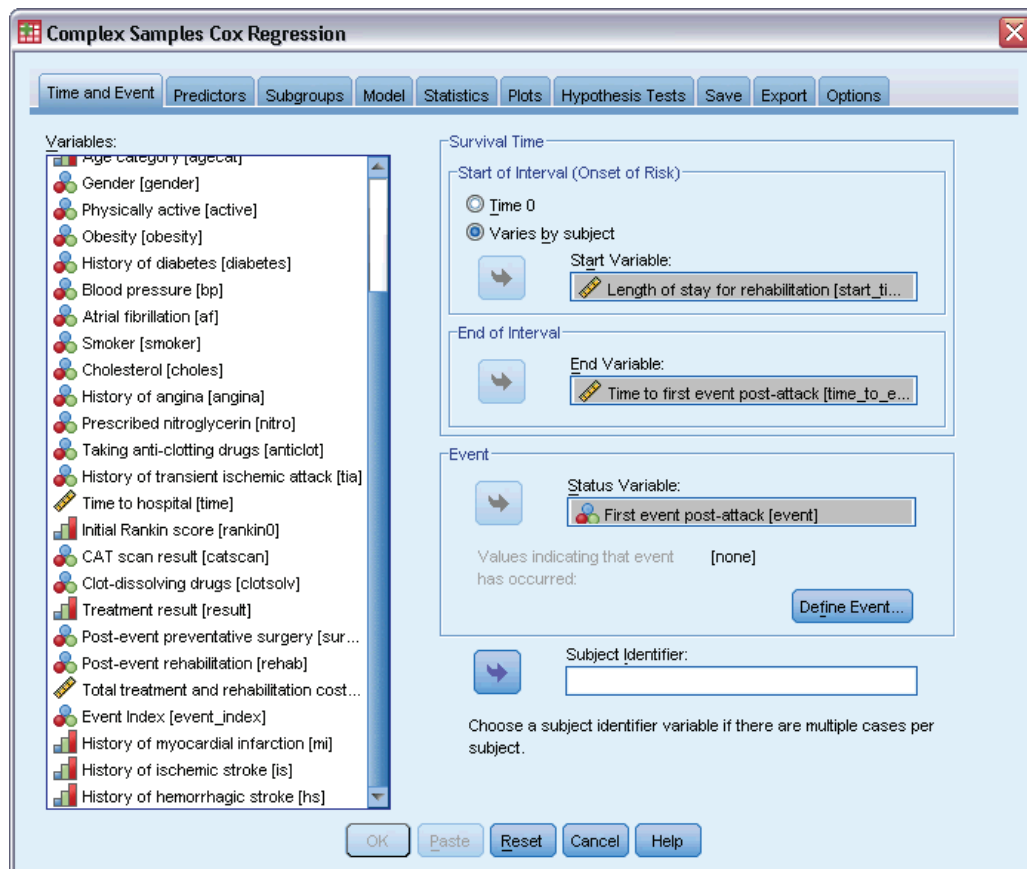 Complex Samples Cox Regression
Time and Event
Predictors
Subgroups
Model
Statistics
Plots
Hypothesis Tests
Save
Export
Options
Variables:
Age category [agecat]
Gender [gender]
Physically active [active]
Obesity [obesity]
History of diabetes [diabetes]
Blood pressure [bp]
Atrial fibrillation [af]
Smoker [smoker]
Cholesterol [choles]
History of angina [angina]
Prescribed nitroglycerin [nitro]
Taking anti-clotting drugs [anticlot]
History of transient ischemic attack [tia]
Time to hospital [time]
Initial Rankin score [rankin0]
CAT scan result [catscan]
Clot-dissolving drugs [clotsolv]
Treatment result [result]
Post-event preventative surgery [sur...
Post-event rehabilitation [rehab]
Total treatment and rehabilitation cost...
Event Index [event_index]
History of myocardial infarction [mi]
History of ischemic stroke [is]
History of hemorrhagic stroke [hs]
Survival Time
Start of Interval (Onset of Risk)
Time 0
Varies by subject
Start Variable:
Length of stay for rehabilitation [start_ti...
End of Interval
End Variable:
Time to first event post-attack [time_to_e...
Event
Status Variable:
First event post-attack [event]
Values indicating that event [none]
has occurred:
Define Event...
Subject Identifier:
Choose a subject identifier variable if there are multiple cases per
subject.
OK
Paste
Reset
Cancel
Help